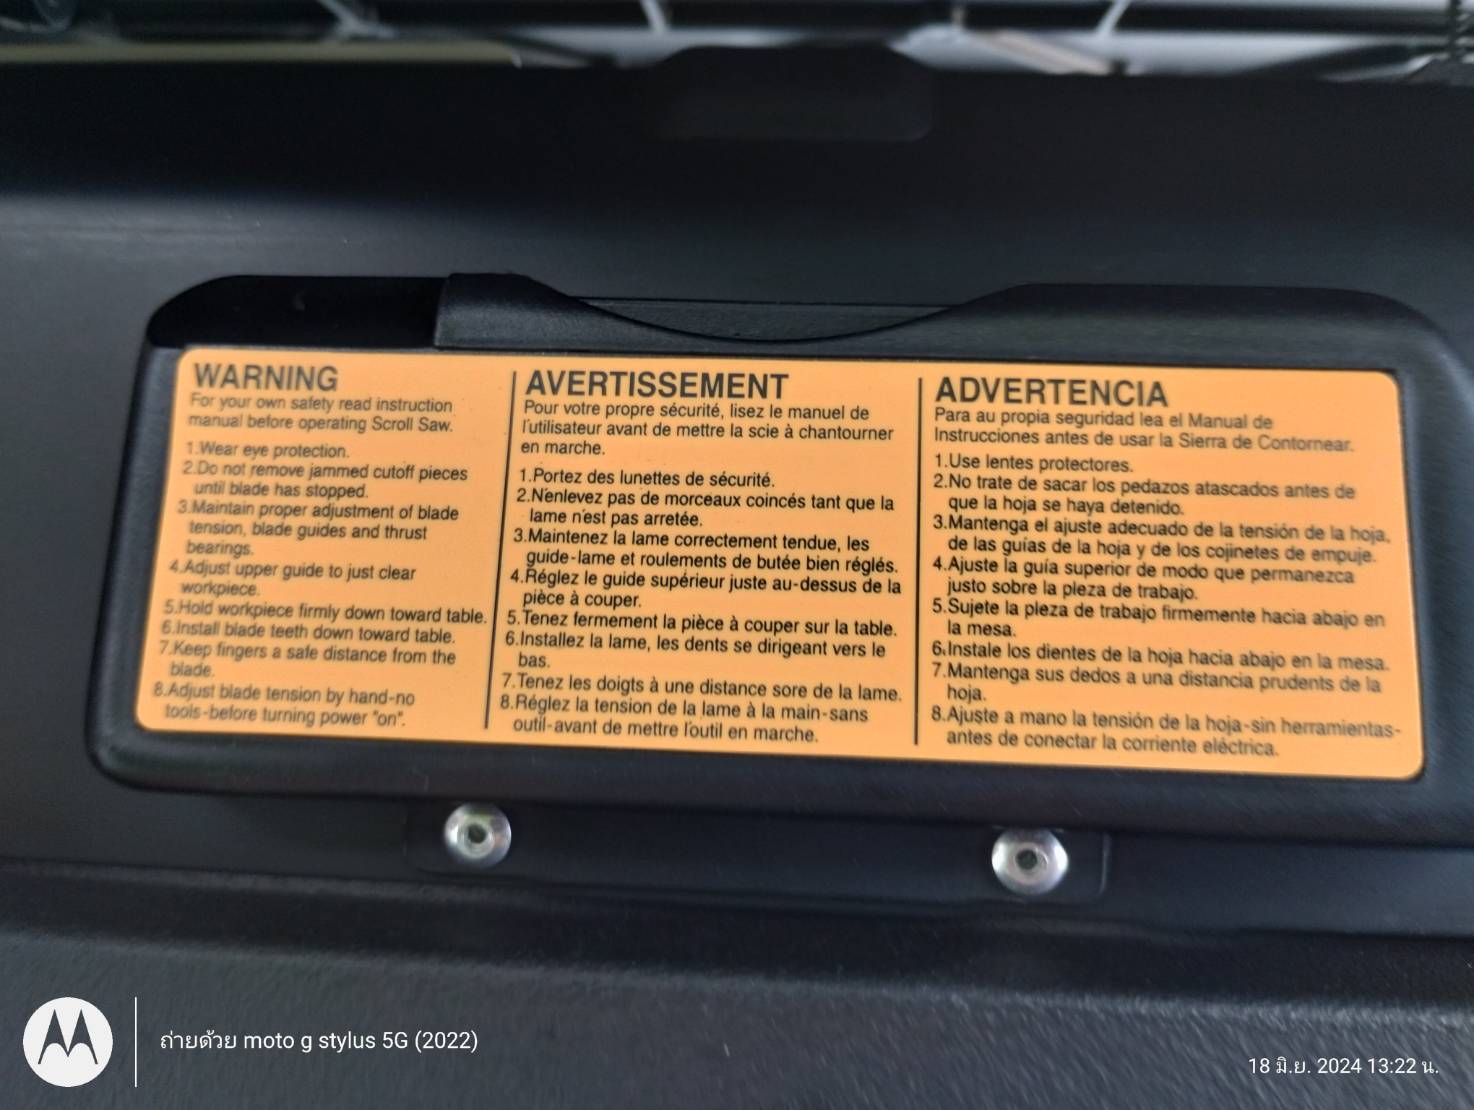 WARNING
For your own safety read instruction
manual before operating Scroll Saw.
1.Wear eye protection.
2.Do not remove jammed cutoff pieces
until blade has stopped.
3.Maintain proper adjustment of blade
tension, blade guides and thrust
bearings.
4.Adjust upper guide to just clear
workpiece.
5.Hold workpiece firmly down toward table.
6.Install blade teeth down toward table.
7.Keep fingers a safe distance from the
blade.
8.Adjust blade tension by hand-no
tools-before turning power "on".
AVERTISSEMENT
Pour votre propre sécurité, lisez le manuel de
l'utilisateur avant de mettre la scie à chantourner
en marche.
1.Portez des lunettes de sécurité.
2.N'enlevez pas de morceaux coincés tant que la
lame n'est pas arretée.
3.Maintenez la lame correctement tendue, les
guide-lame et roulements de butée bien réglés.
4.Réglez le guide supérieur juste au-dessus de la
pièce à couper.
5.Tenez fermement la pièce à couper sur la table.
6.Installez la lame, les dents se dirigeant vers le
bas.
7.Tenez les doigts à une distance sore de la lame.
8.Réglez la tension de la lame à la main-sans
outil-avant de mettre l'outil en marche.
ADVERTENCIA
Para au propia seguridad lea el Manual de
Instrucciones antes de usar la Sierra de Contornear.
1.Use lentes protectores.
2.No trate de sacar los pedazos atascados antes de
que la hoja se haya detenido.
3.Mantenga el ajuste adecuado de la tensión de la hoja,
de las guías de la hoja y de los cojinetes de empuje.
4.Ajuste la guía superior de modo que permanezca
justo sobre la pleza de trabajo.
5.Sujete la pleza de trabajo firmemente hacia abajo en
la mesa.
6.Instale los dientes de la hoja hacia abajo en la mesa.
7.Mantenga sus dedos a una distancia prudents de la
hoja.
8.Ajuşte a mano la tensión de la hoja-sin herramientas-
antes de conectar la corriente eléctrica.
ถ่ายด้วย moto g stylus 5G (2022)
18 มิ.ย. 2024 13:22 น.